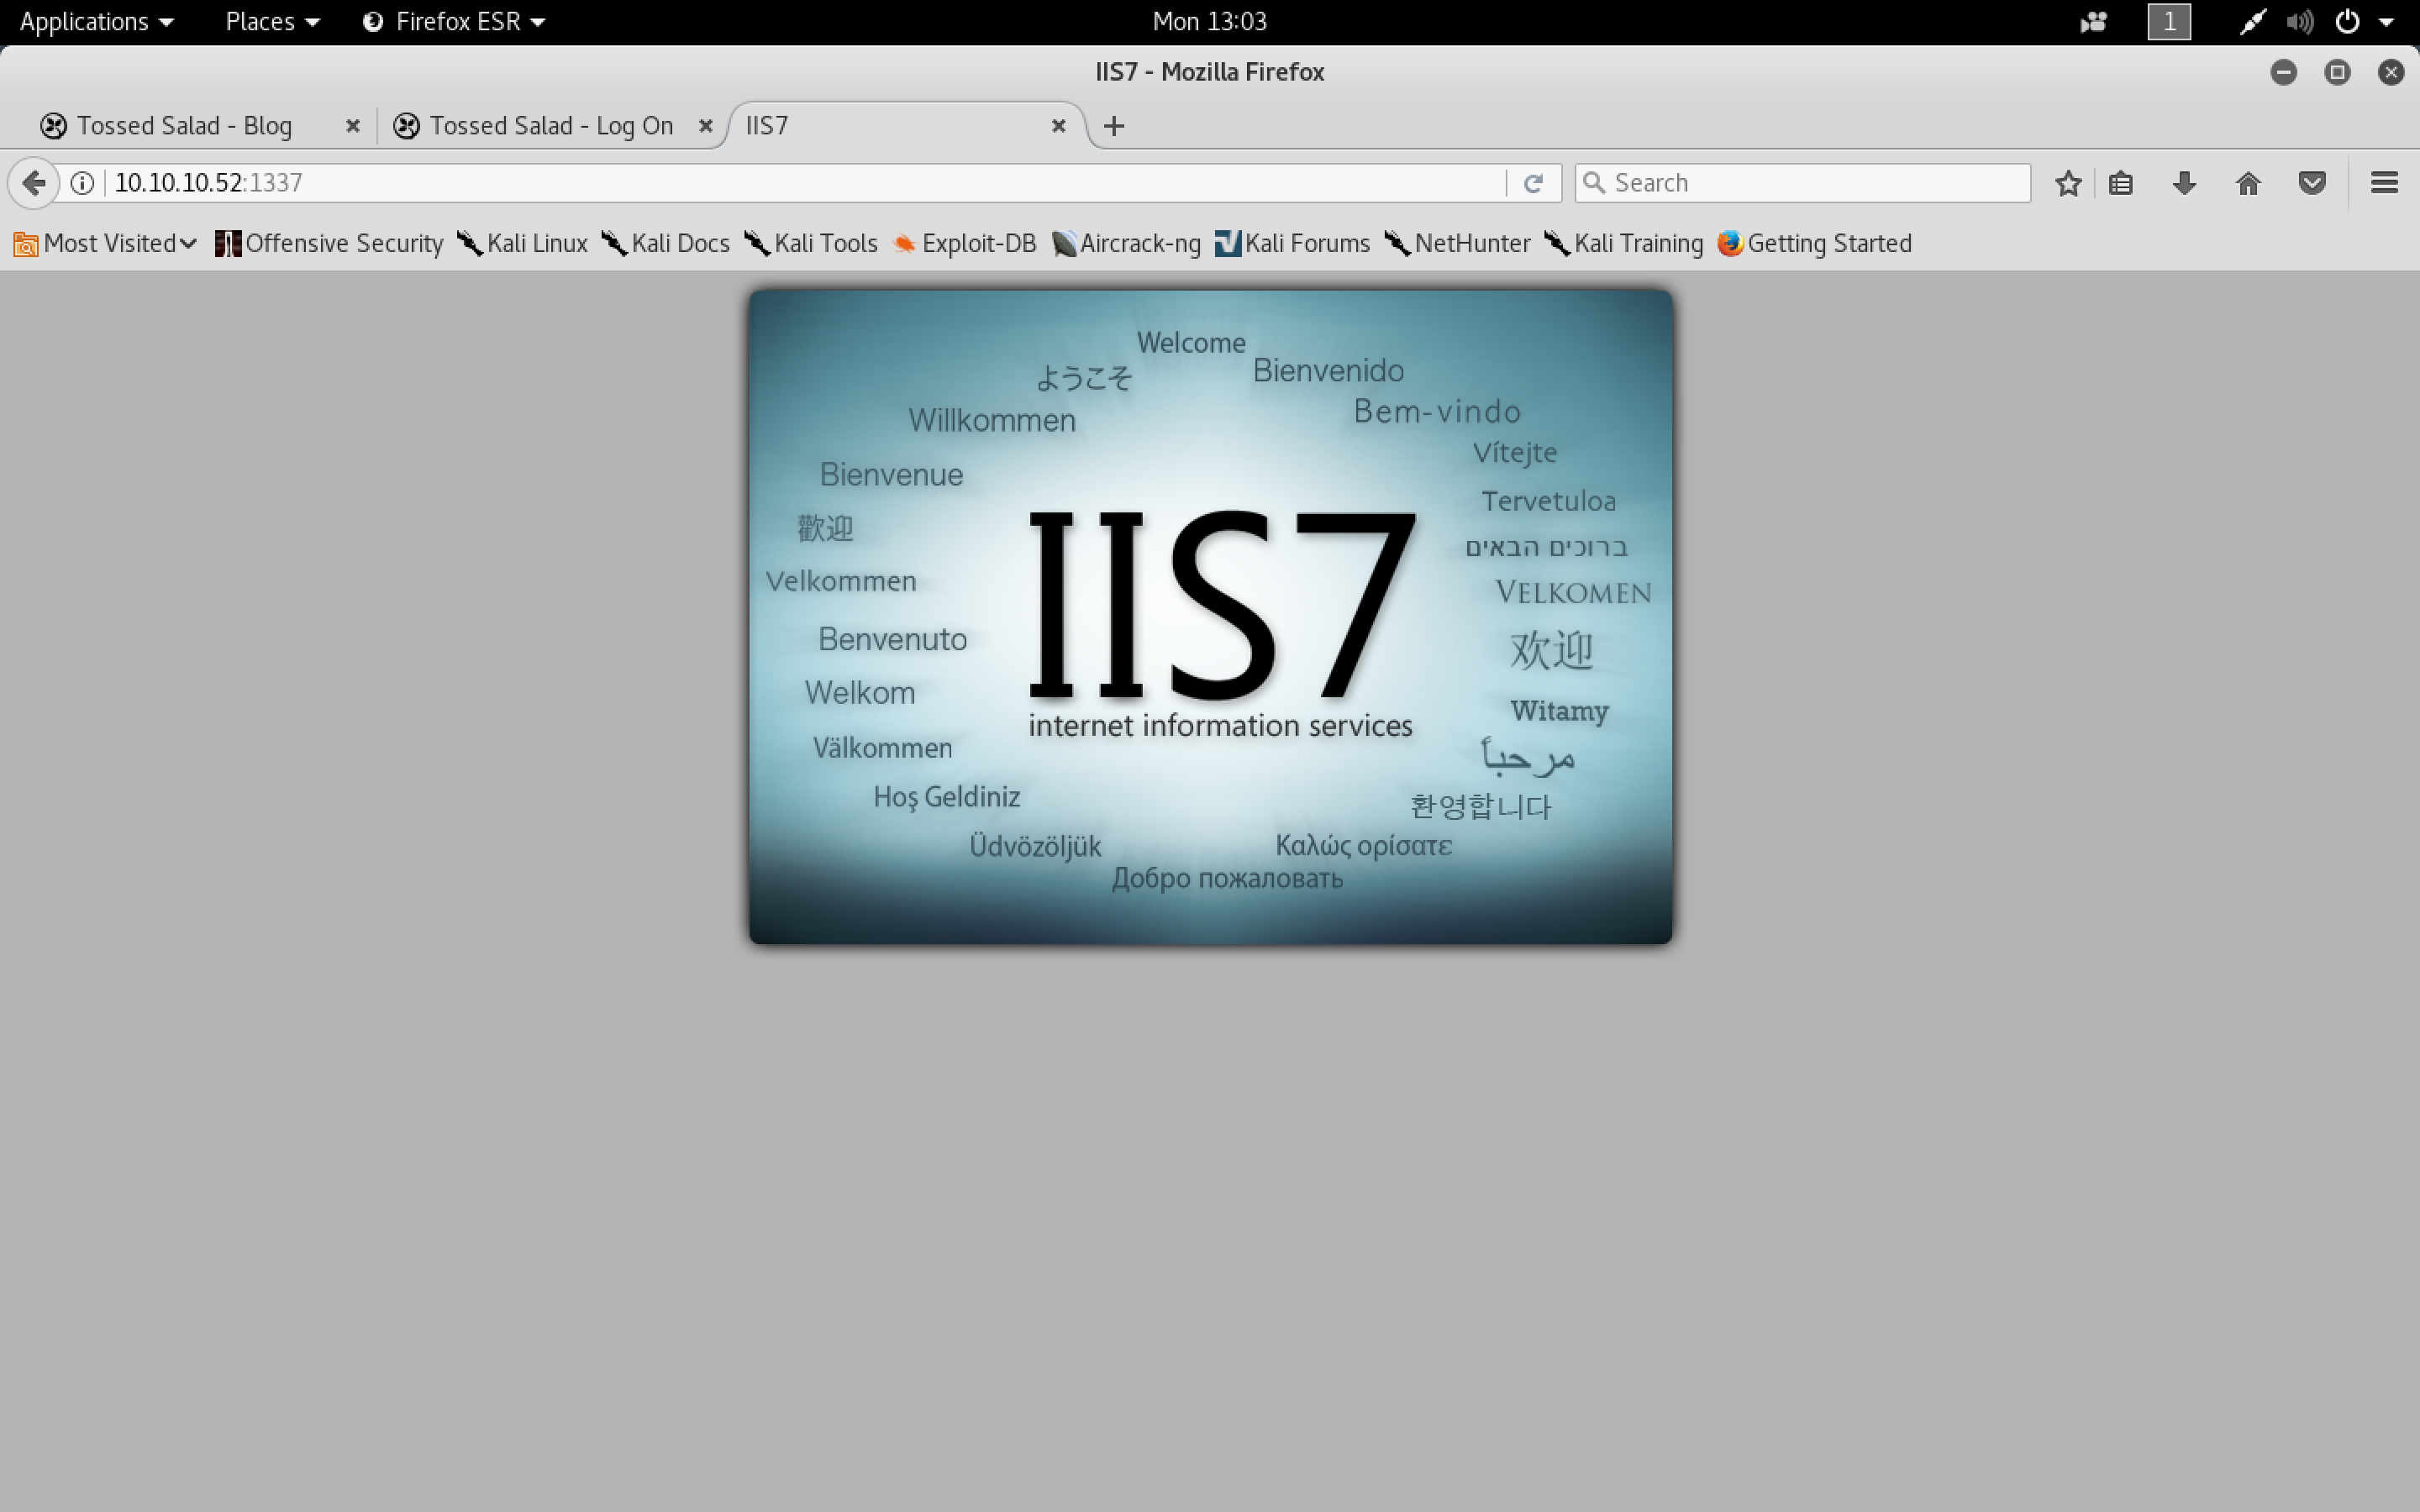 Applications Places Firefox ESR Mon 13:03 1
IIS7 - Mozilla Firefox
Tossed Salad - Blog Tossed Salad - Log On IIS7
10.10.10.52:1337 Search
Most Visited Offensive Security Kali Linux Kali Docs Kali Tools Exploit-DB Aircrack-ng Kali Forums NetHunter Kali Training Getting Started
Welcome
Bienvenido
ようこそ
Bem-vindo
Willkommen
Vítejte
Bienvenue
Tervetuloa
歡迎
ברוכים הבאים
Velkommen
VELKOMEN
IIS7
Benvenuto
欢迎
Welkom
Witamy
internet information services
Välkommen
مرحباً
Hoş Geldiniz
환영합니다
Üdvözöljük
Καλώς ορίσατε
Добро пожаловать